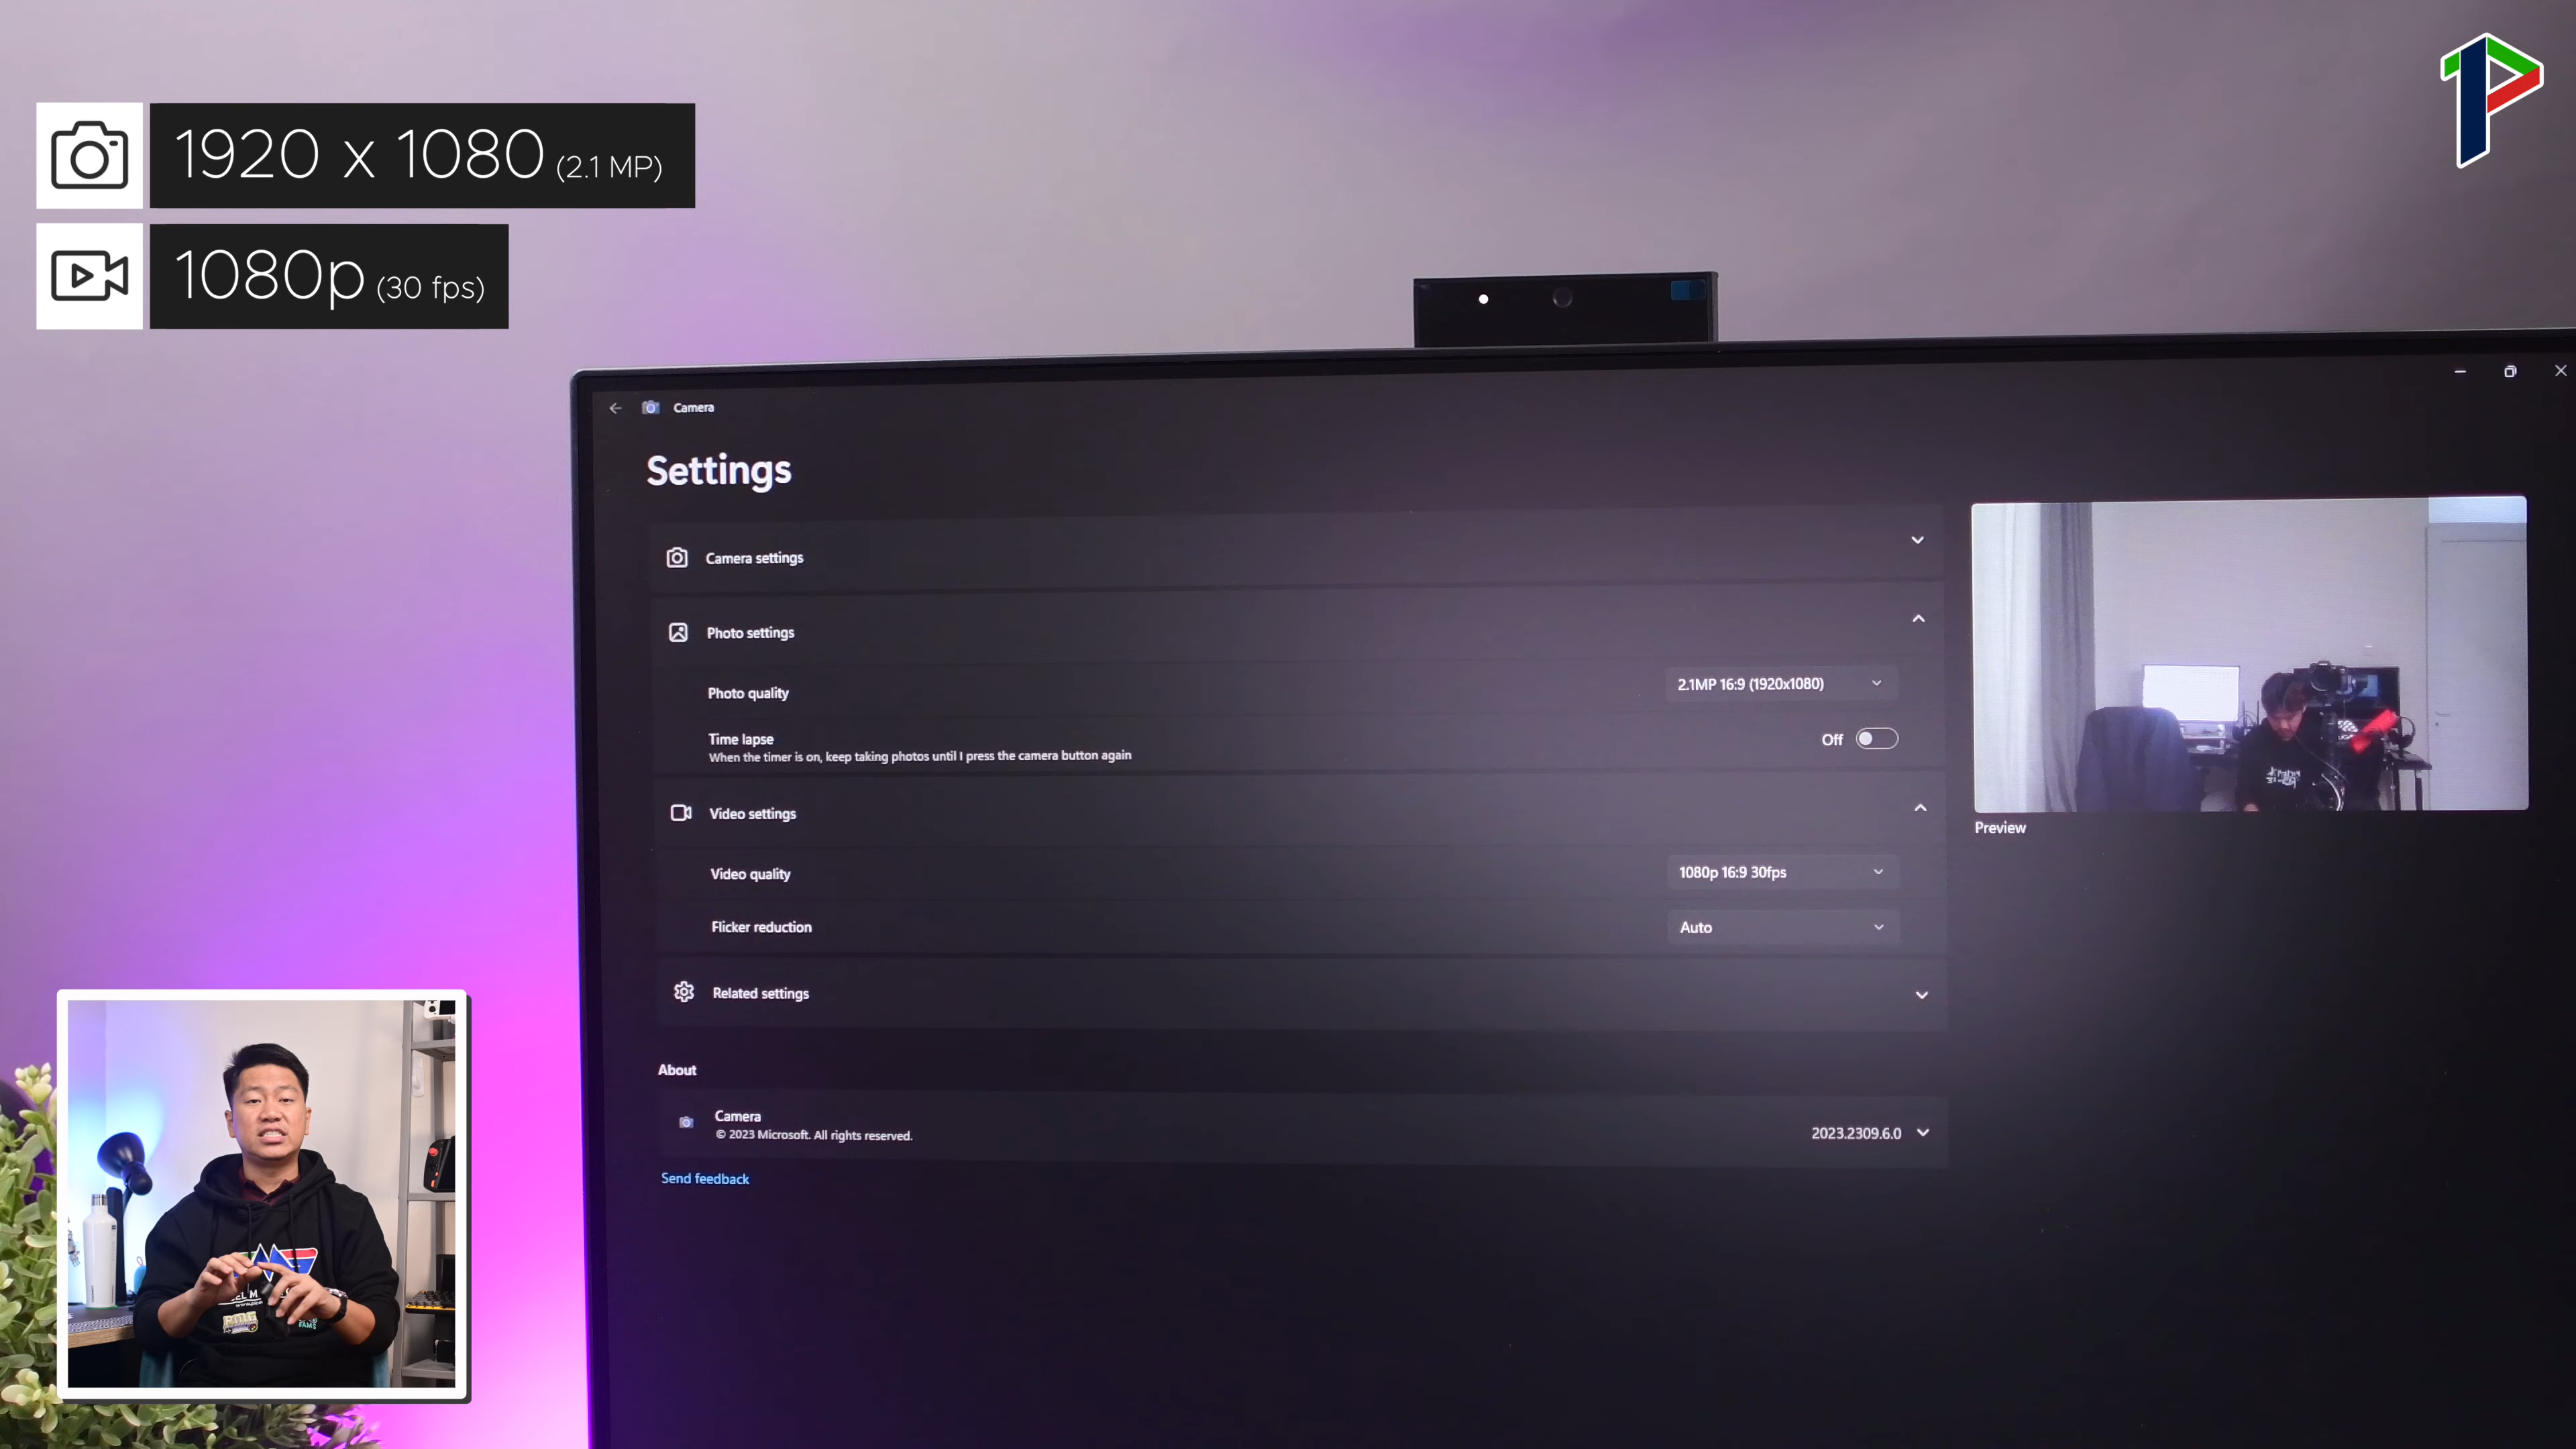 1920 x 1080 (2.1 MP)
1080p (30 fps)
Camera
Settings
Camera settings
Photo settings
Photo quality
2.1MP 16:9 (1920x1080)
Time lapse
Off
When the timer is on, keep taking photos until I press the camera button again
Video settings
Preview
Video quality
1080p 16:9 30fps
Flicker reduction
Auto
Related settings
About
Camera
© 2023 Microsoft. All rights reserved.
2023.2309.6.0
Send feedback